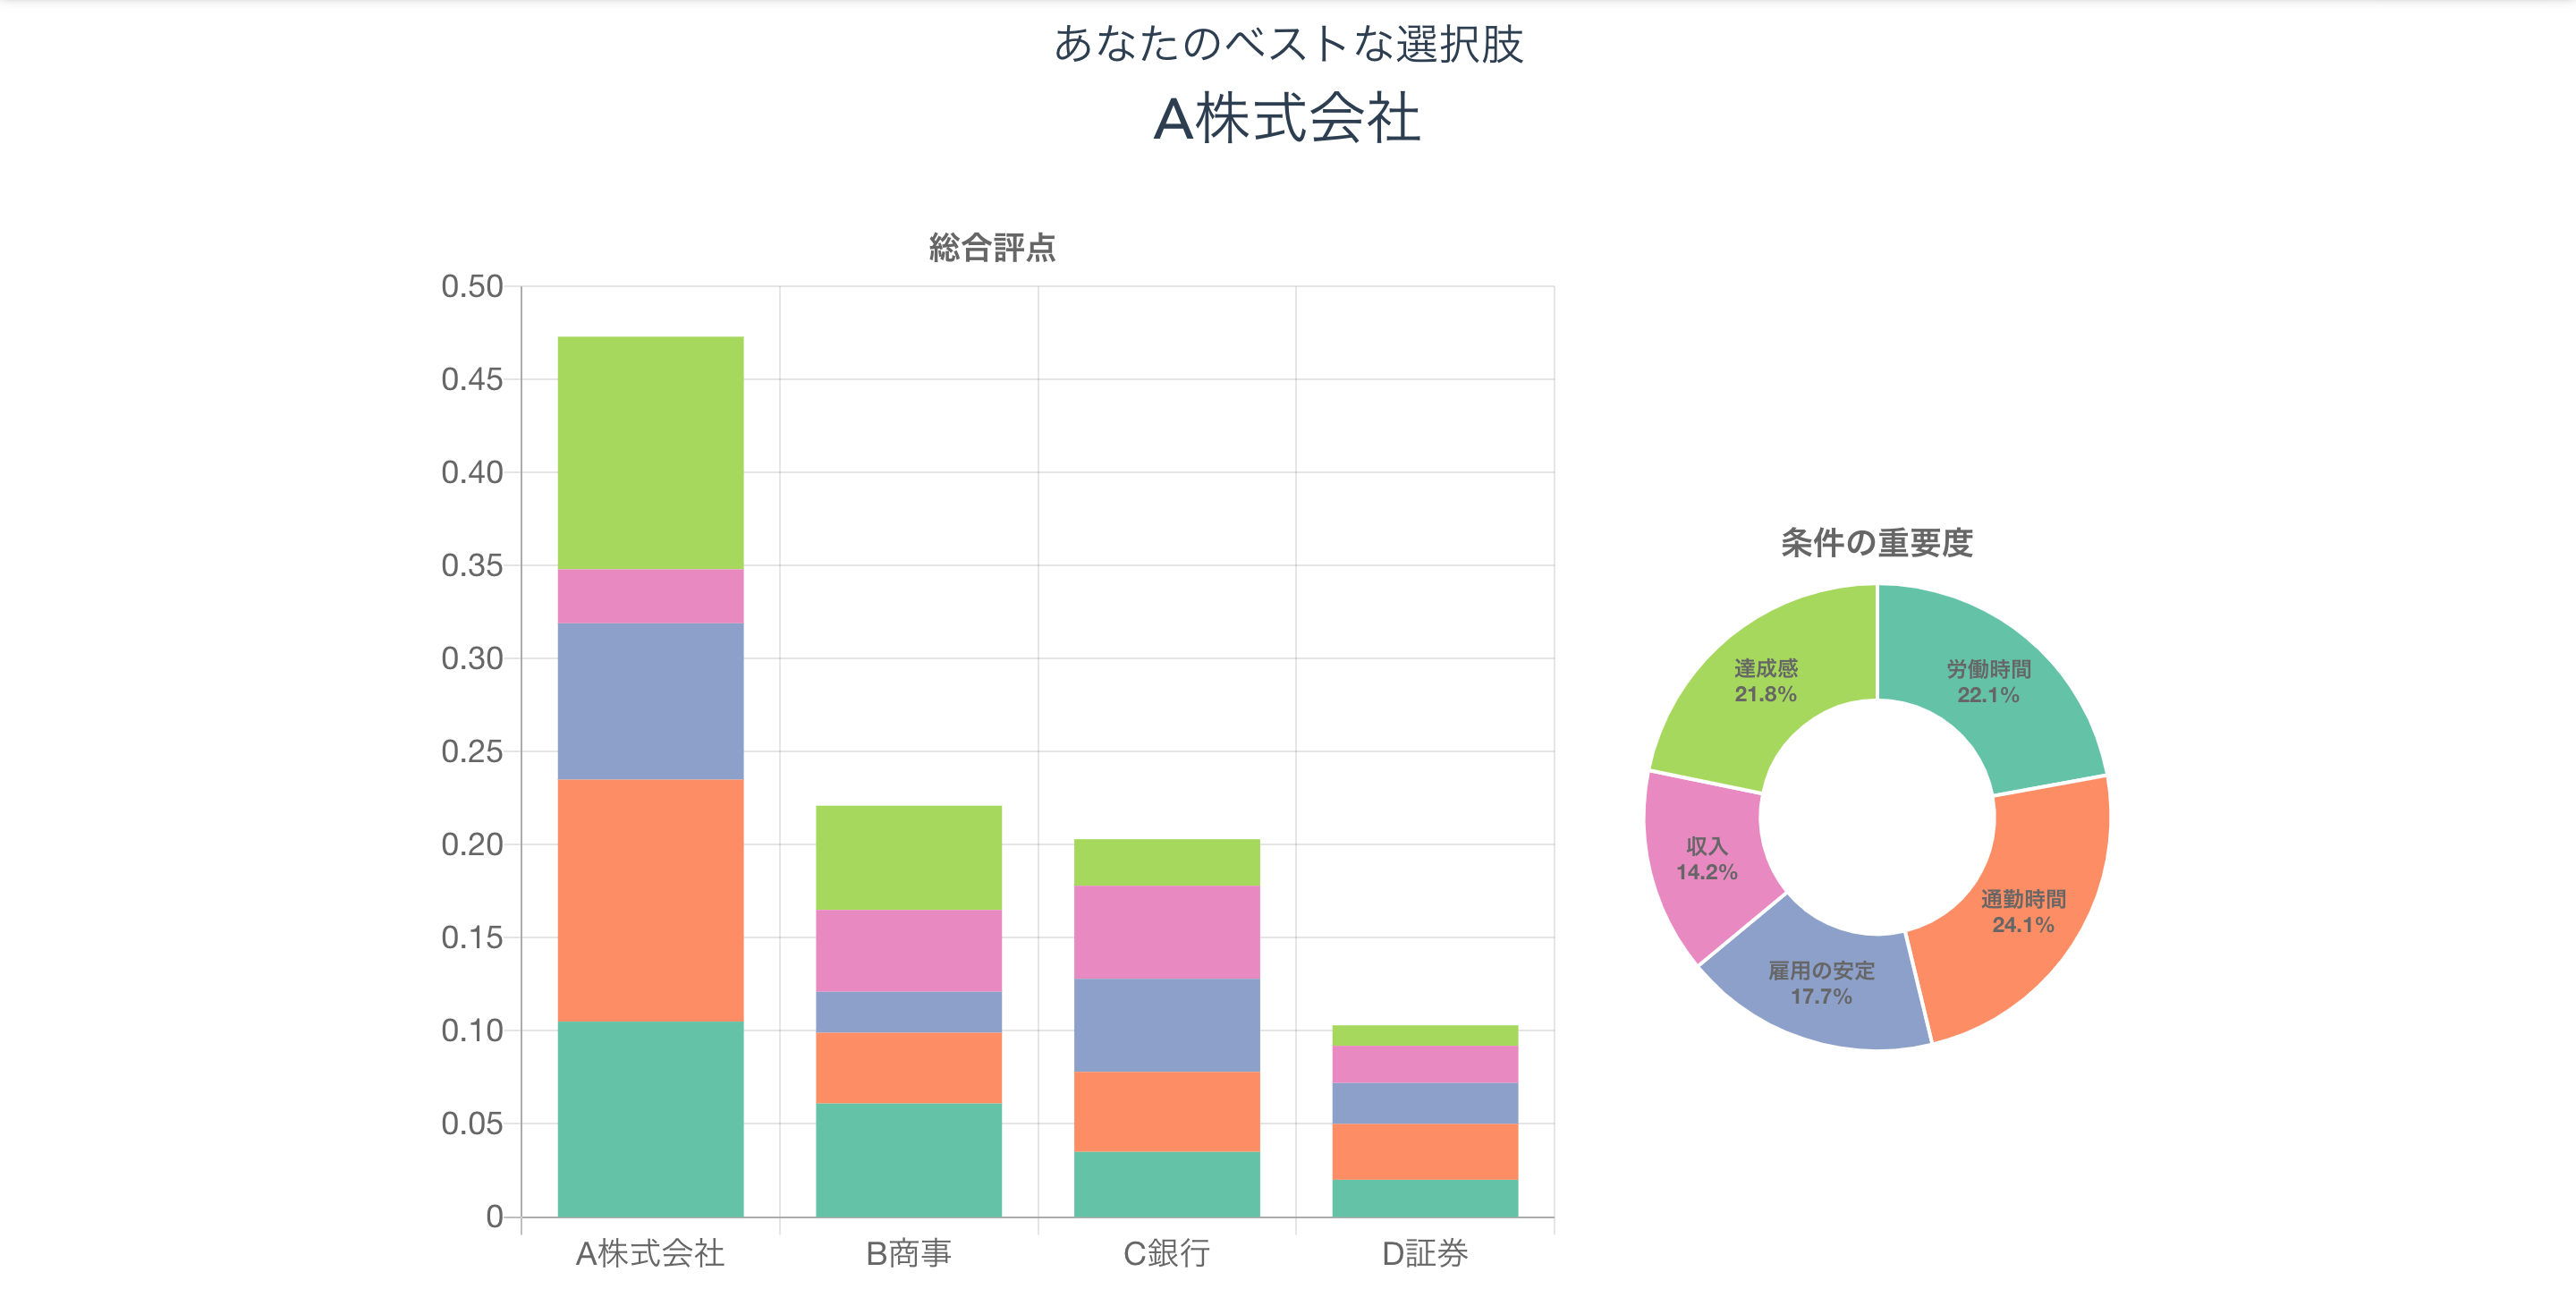 あなたのベストな選択肢
A株式会社
総合評点
0.50
0.45
0.40
0.35
0.30
0.25
0.20
0.15
0.10
0.05
0
A株式会社
B商事
C銀行
D証券
条件の重要度
労働時間
22.1%
通勤時間
24.1%
雇用の安定
17.7%
収入
14.2%
達成感
21.8%